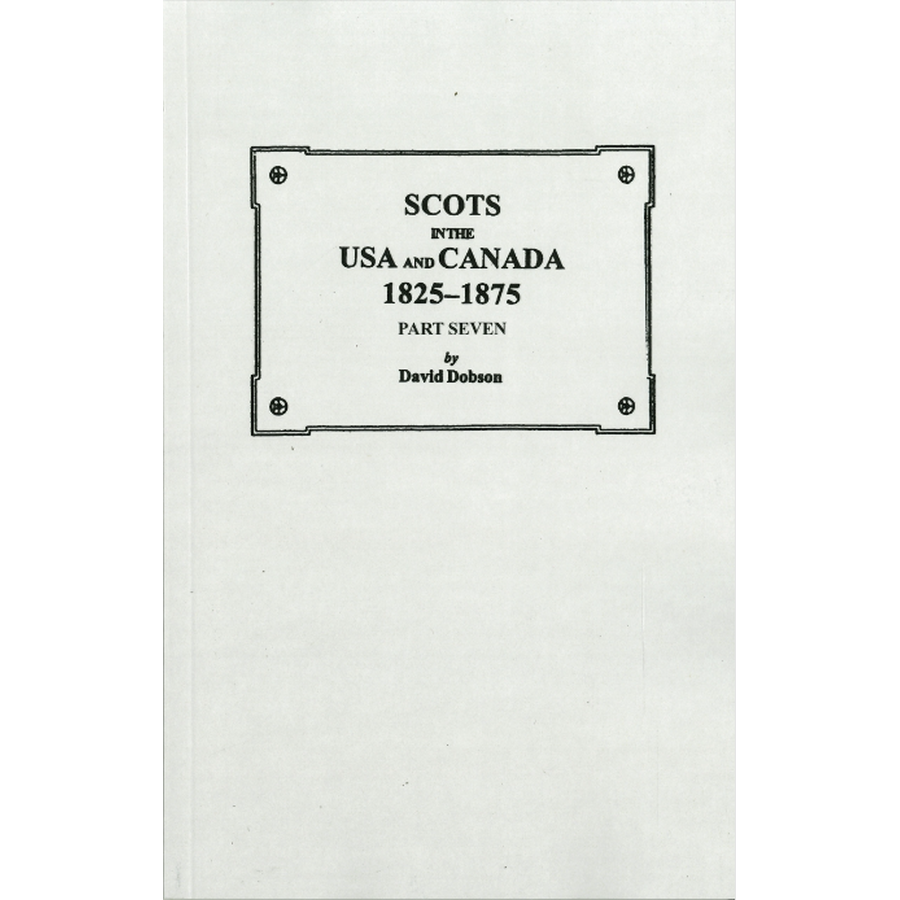 SCOTS
IN THE
USA AND CANADA
1825–1875
PART SEVEN
by
David Dobson